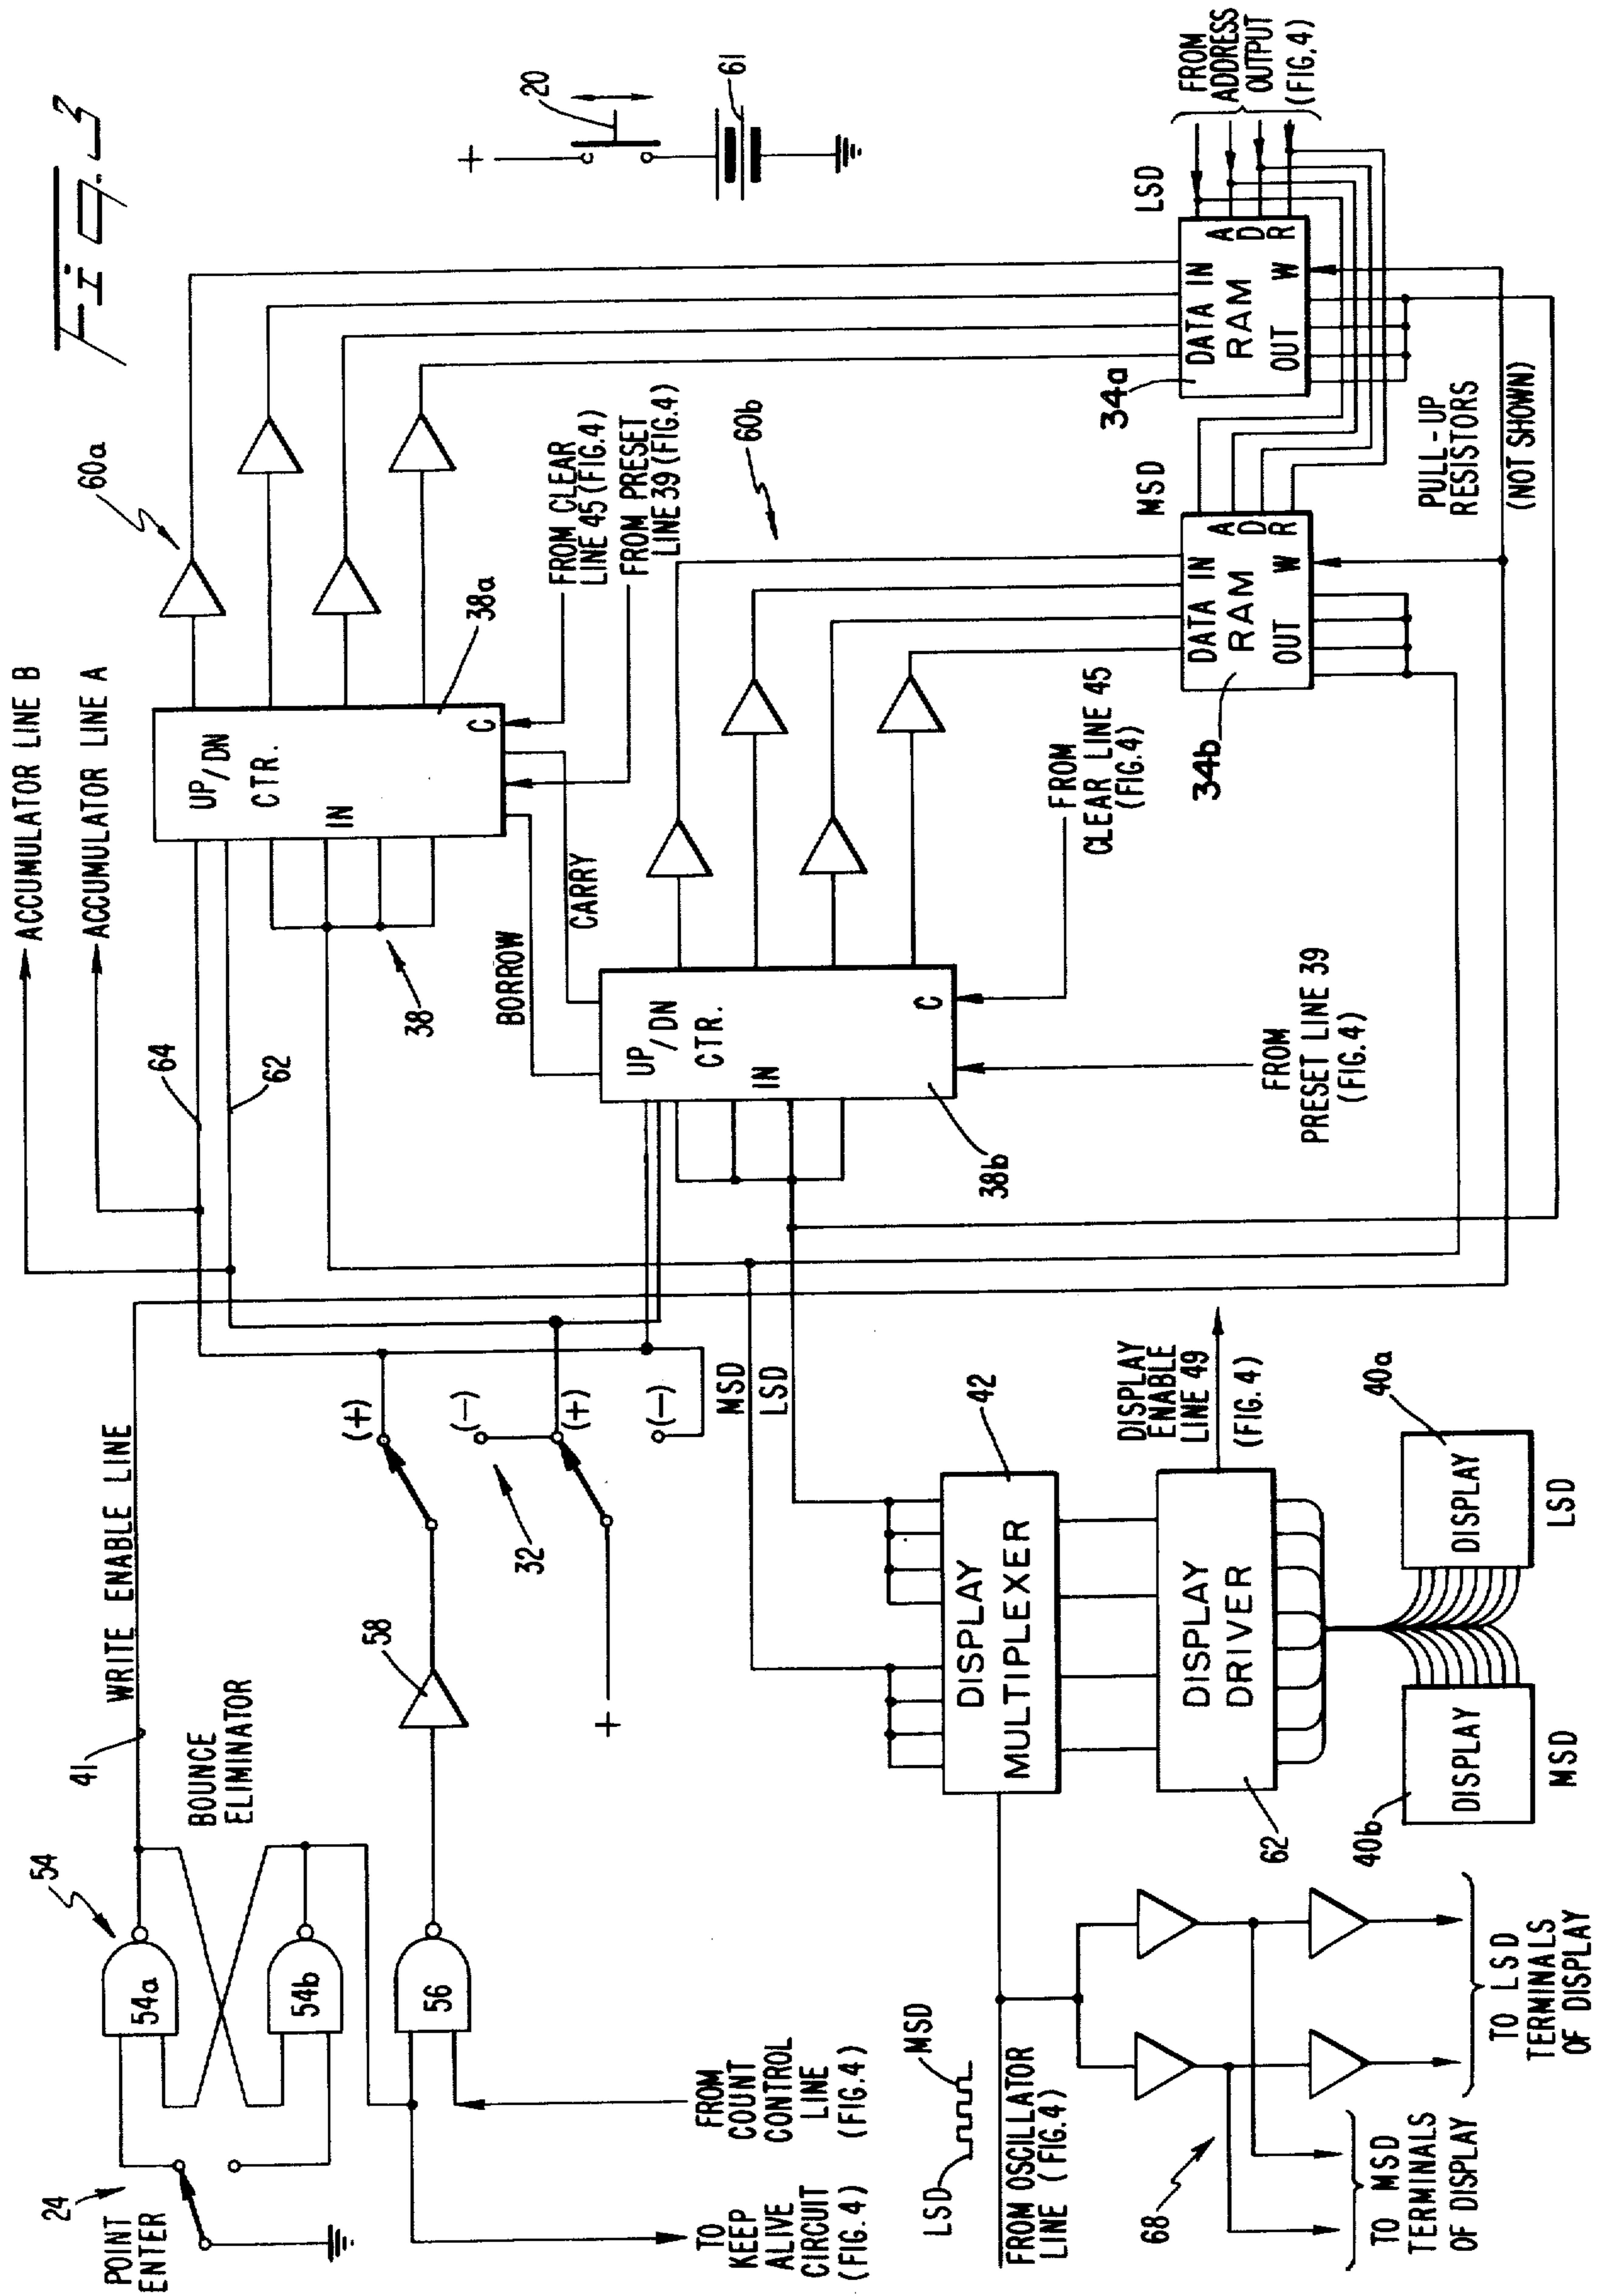 Fig. 3
ACCUMULATOR LINE B
ACCUMULATOR LINE A
64
62
60a
UP/DN
CTR.
IN
C
38a
38
FROM CLEAR
LINE 45 (FIG.4)
FROM PRESET
LINE 39 (FIG.4)
BORROW
CARRY
20
+
61
WRITE ENABLE LINE
41
BOUNCE
ELIMINATOR
54
54a
54b
56
24
POINT
ENTER
58
(+)
(-)
(+)
(-)
32
+
TO
KEEP
ALIVE
CIRCUIT
(FIG.4)
FROM
COUNT
CONTROL
LINE
(FIG.4)
UP/DN
CTR.
IN
C
38b
60b
FROM
CLEAR LINE 45
(FIG.4)
FROM
PRESET LINE 39
(FIG.4)
MSD
DATA IN
RAM
OUT
W
A
D
R
34b
LSD
DATA IN
RAM
OUT
W
A
D
R
34a
FROM
ADDRESS
OUTPUT
(FIG.4)
PULL-UP
RESISTORS
(NOT SHOWN)
MSD
LSD
DISPLAY
MULTIPLEXER
42
DISPLAY
DRIVER
62
DISPLAY
ENABLE
LINE 49
(FIG. 4)
DISPLAY
40a
LSD
DISPLAY
40b
MSD
LSD
MSD
FROM OSCILLATOR
LINE (FIG.4)
68
TO MSD
TERMINALS
OF DISPLAY
TO LSD
TERMINALS
OF DISPLAY